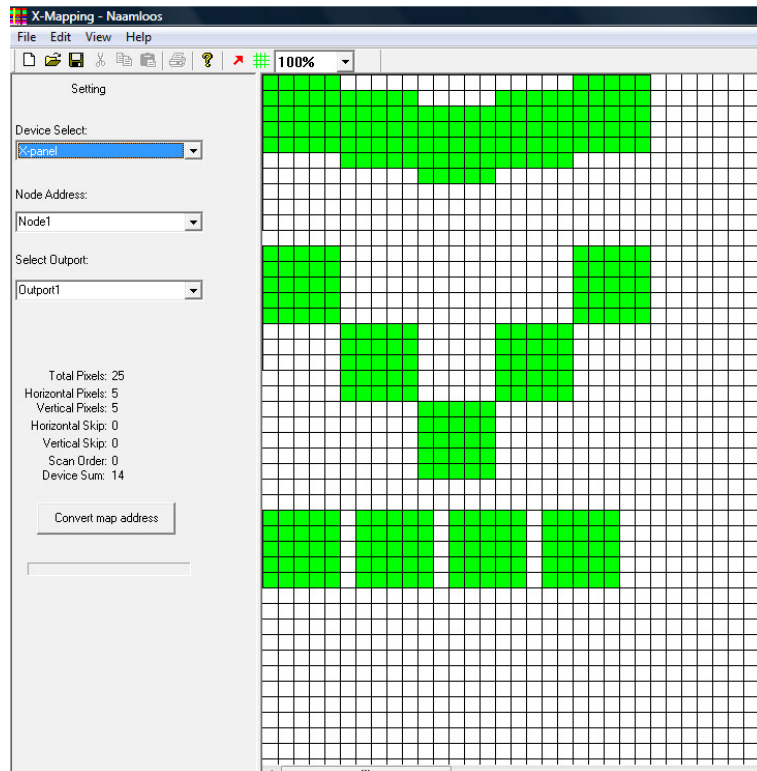 X-Mapping - Naamloos
File Edit View Help
100%
Setting
Device Select:
X-panel
Node Address:
Node1
Select Outport:
Outport1
Total Pixels: 25
Horizontal Pixels: 5
Vertical Pixels: 5
Horizontal Skip: 0
Vertical Skip: 0
Scan Order: 0
Device Sum: 14
Convert map address